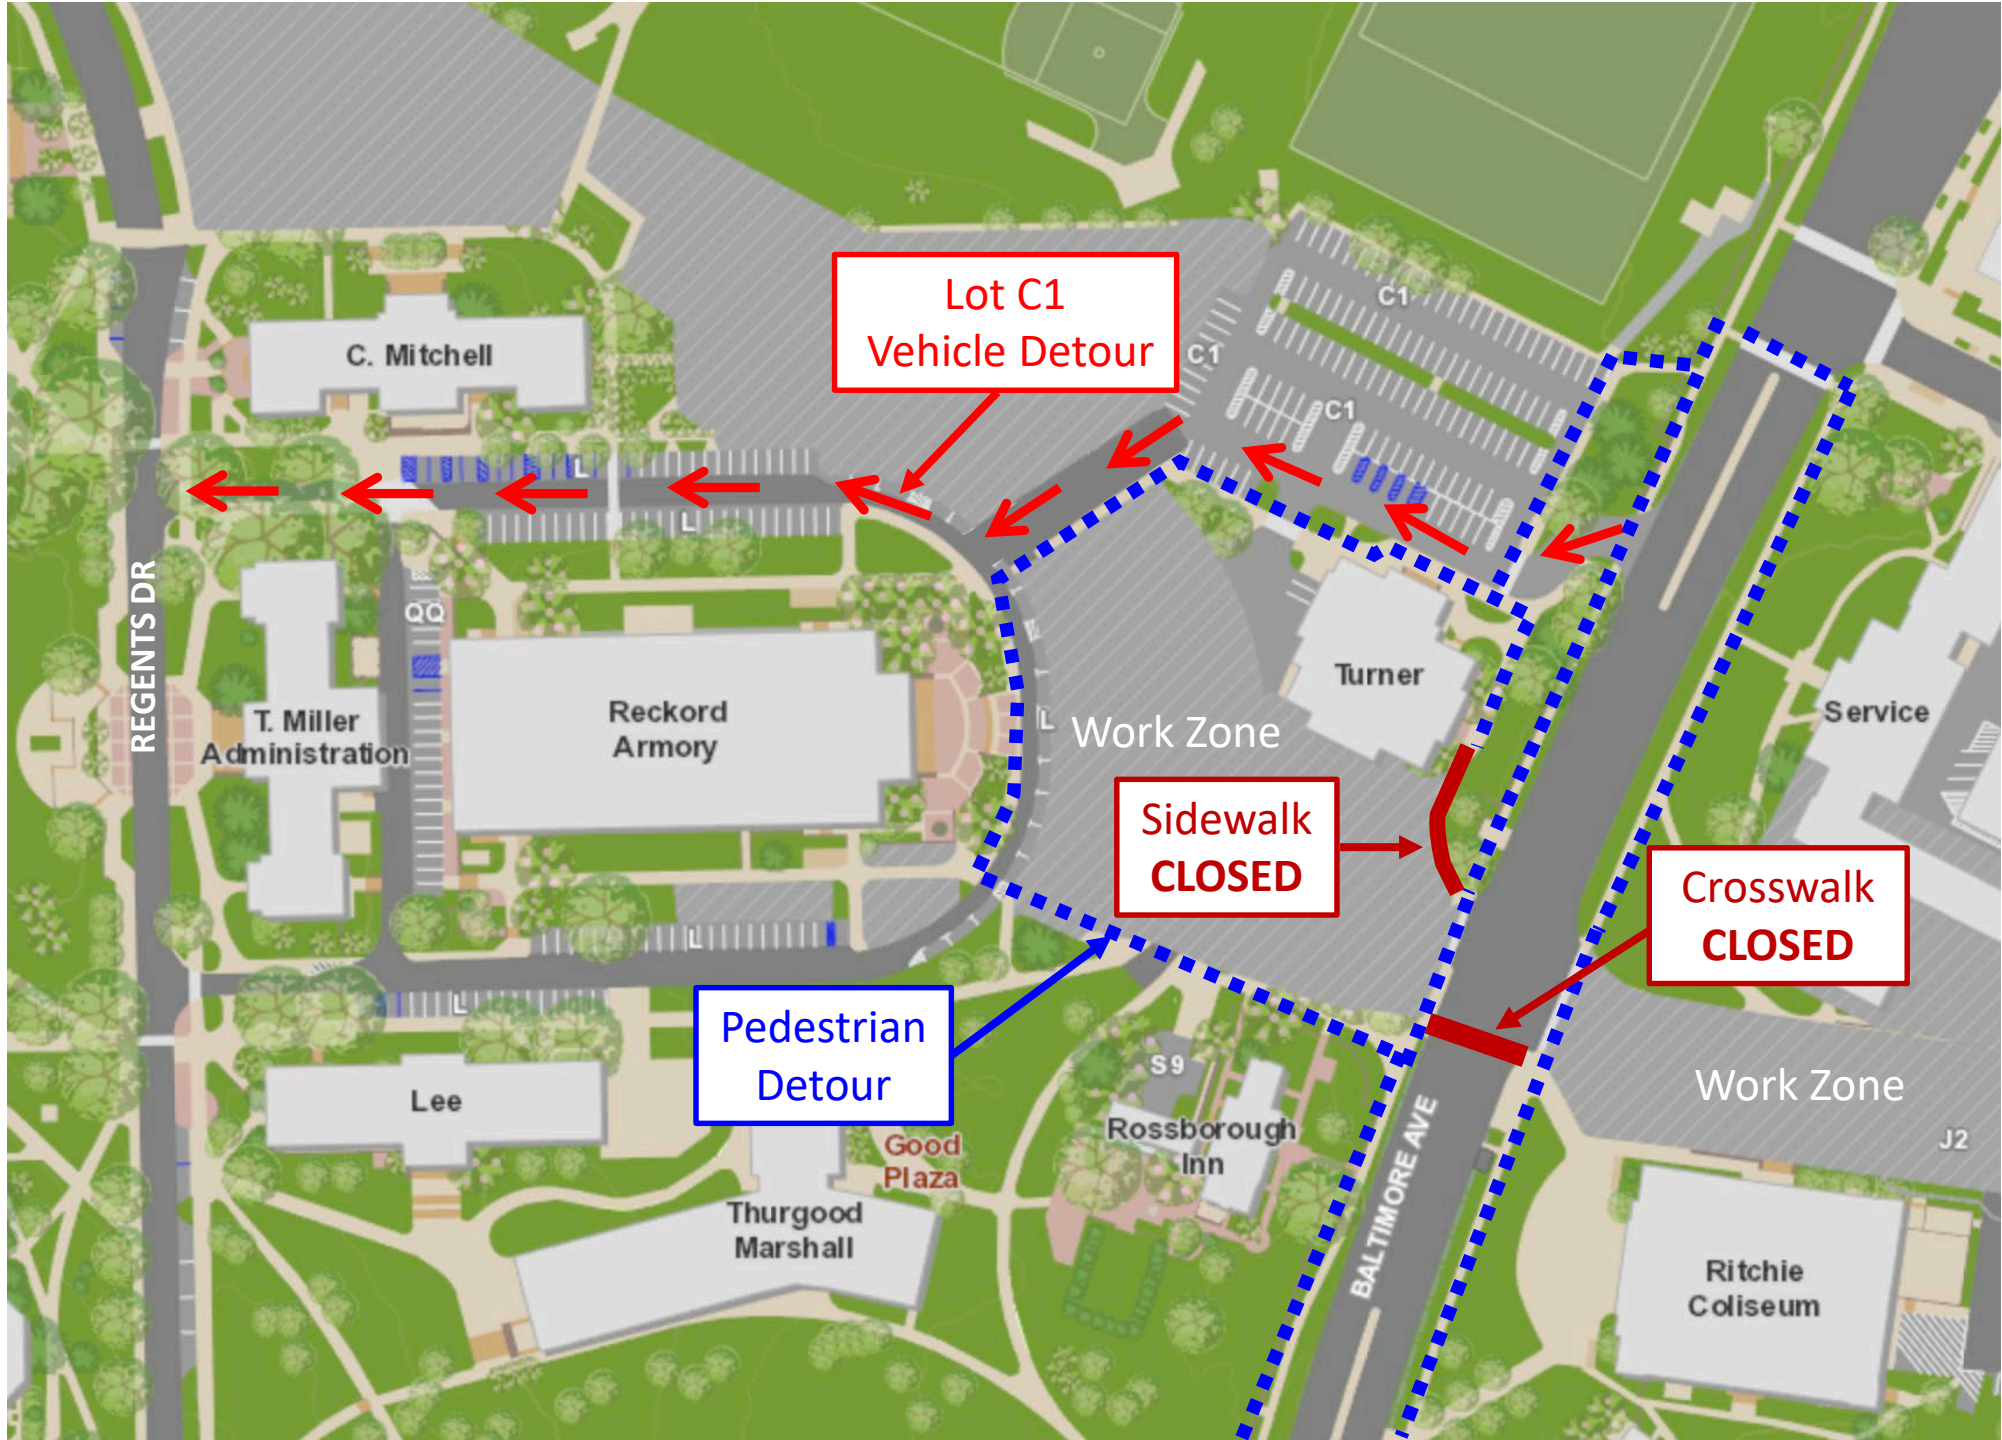 Lot C1
Vehicle Detour
C. Mitchell
C1
C1
C1
L
L
QQ
REGENTS DR
T. Miller
Administration
Reckord
Armory
L
Work Zone
Turner
Service
Sidewalk
CLOSED
Crosswalk
CLOSED
L
L
Pedestrian
Detour
Lee
S9
Rossborough
Inn
Good
Plaza
Thurgood
Marshall
BALTIMORE AVE
Work Zone
J2
Ritchie
Coliseum